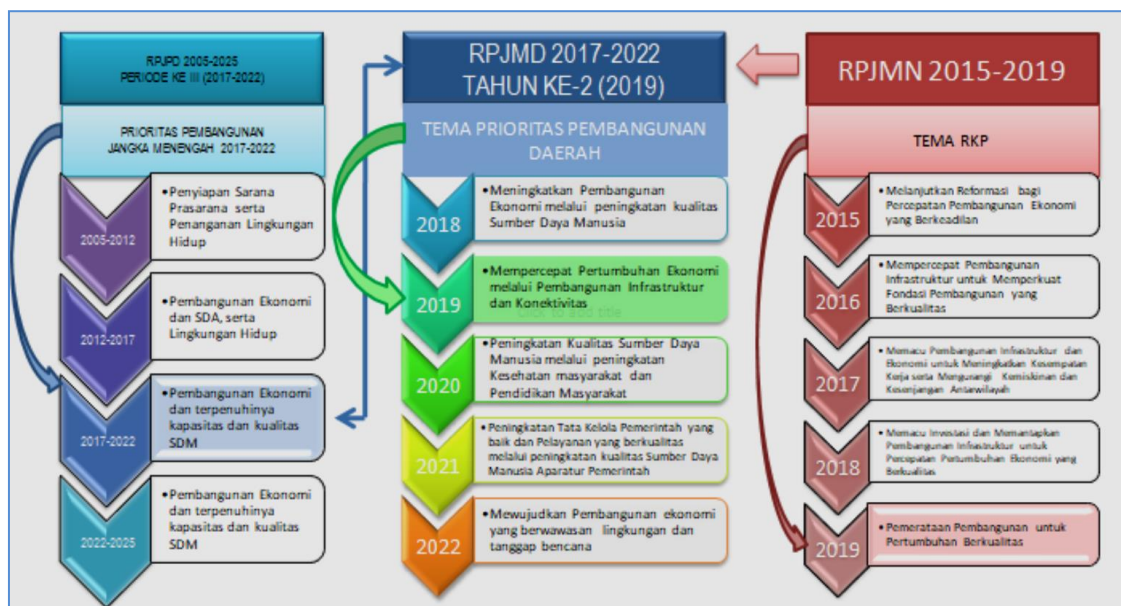 RPJPD 2005-2025
PERIODE KE III (2017-2022)
PRIORITAS PEMBANGUNAN
JANGKA MENENGAH 2017-2022
2005-2012
•Penyiapan Sarana
Prasarana serta
Penanganan Lingkungan
Hidup
2012-2017
•Pembangunan Ekonomi
dan SDA, serta
Lingkungan Hidup
2017-2022
•Pembangunan Ekonomi
dan terpenuhinya
kapasitas dan kualitas
SDM
2022-2025
•Pembangunan Ekonomi
dan terpenuhinya
kapasitas dan kualitas
SDM
RPJMD 2017-2022
TAHUN KE-2 (2019)
TEMA PRIORITAS PEMBANGUNAN
DAERAH
2018
•Meningkatkan Pembangunan
Ekonomi melalui peningkatan kualitas
Sumber Daya Manusia
2019
•Mempercepat Pertumbuhan Ekonomi
melalui Pembangunan Infrastruktur
dan Konektivitas
Click to add title
2020
•Peningkatan Kualitas Sumber Daya
Manusia melalui peningkatan
Kesehatan masyarakat dan
Pendidikan Masyarakat
2021
•Peningkatan Tata Kelola Pemerintah yang
baik dan Pelayanan yang berkualitas
melalui peningkatan kualitas Sumber Daya
Manusia Aparatur Pemerintah
2022
•Mewujudkan Pembangunan ekonomi
yang berwawasan lingkungan dan
tanggap bencana
RPJMN 2015-2019
TEMA RKP
2015
•Melanjutkan Reformasi bagi
Percepatan Pembangunan Ekonomi
yang Berkeadilan
2016
•Mempercepat Pembangunan
Infrastruktur untuk Memperkuat
Fondasi Pembangunan yang
Berkualitas
2017
•Memacu Pembangunan Infrastruktur dan
Ekonomi untuk Meningkatkan Kesempatan
Kerja serta Mengurangi Kemiskinan dan
Kesenjangan Antarwilayah
2018
•Memacu Investasi dan Memantapkan
Pembangunan Infrastruktur untuk
Percepatan Pertumbuhan Ekonomi yang
Berkualitas
2019
•Pemerataan Pembangunan untuk
Pertumbuhan Berkualitas